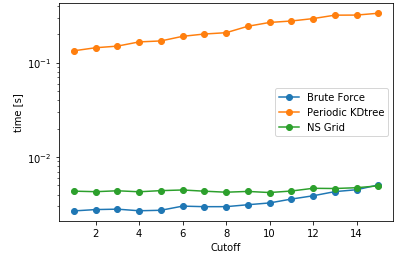 time [s]
10⁻¹
10⁻²
Brute Force
Periodic KDtree
NS Grid
2 4 6 8 10 12 14
Cutoff